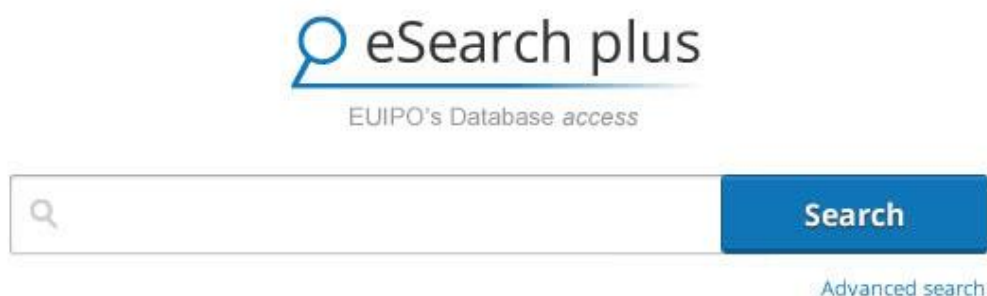 eSearch plus
EUIPO's Database access
Search
Advanced search